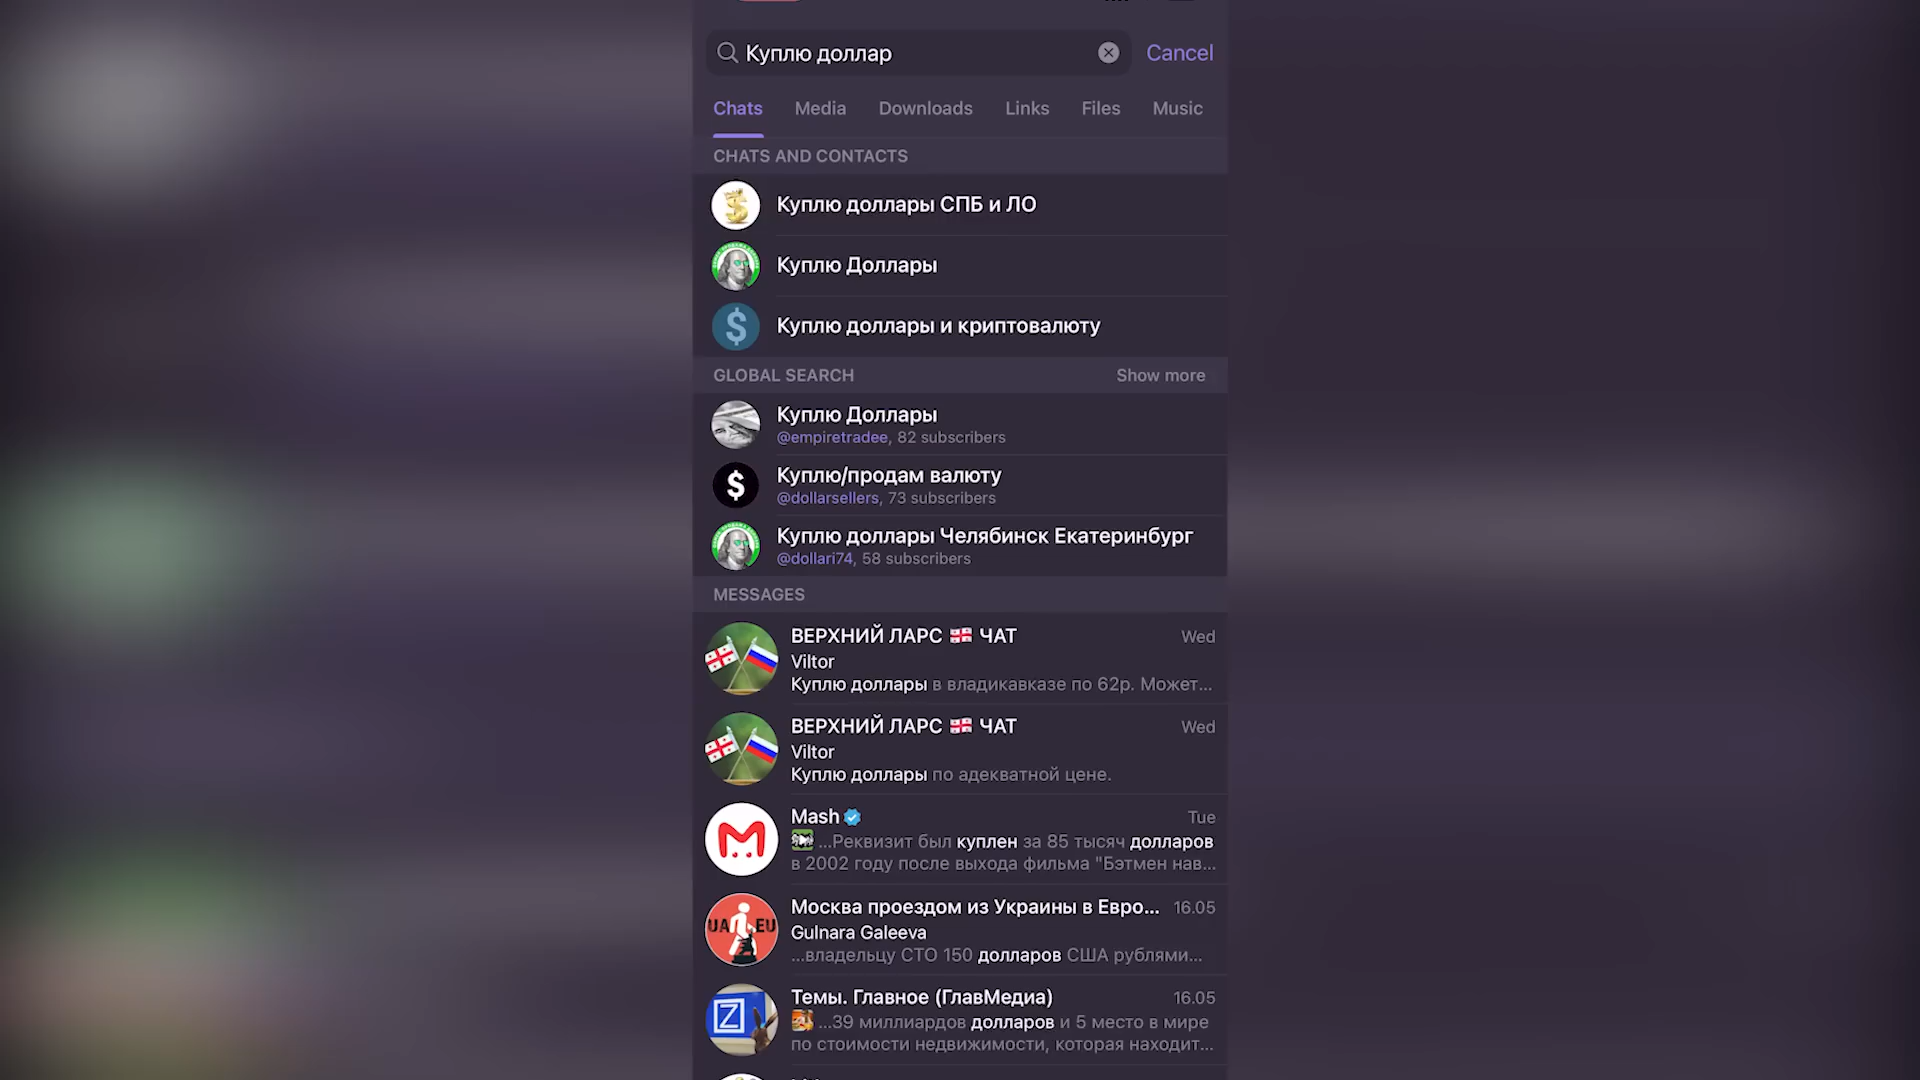 Куплю доллар
Cancel
Chats Media Downloads Links Files Music
CHATS AND CONTACTS
Куплю доллары СПБ и ЛО
Куплю Доллары
Куплю доллары и криптовалюту
GLOBAL SEARCH Show more
Куплю Доллары
@empiretradee, 82 subscribers
Куплю/продам валюту
@dollarsellers, 73 subscribers
Куплю доллары Челябинск Екатеринбург
@dollari74, 58 subscribers
MESSAGES
ВЕРХНИЙ ЛАРС 🇬🇪 ЧАТ Wed
Viltor
Куплю доллары в владикавказе по 62р. Может...
ВЕРХНИЙ ЛАРС 🇬🇪 ЧАТ Wed
Viltor
Куплю доллары по адекватной цене.
Mash Tue
...Реквизит был куплен за 85 тысяч долларов
в 2002 году после выхода фильма "Бэтмен нав...
Москва проездом из Украины в Евро... 16.05
UA EU
Gulnara Galeeva
...владельцу СТО 150 долларов США рублями...
Темы. Главное (ГлавМедиа) 16.05
Z
...39 миллиардов долларов и 5 место в мире
по стоимости недвижимости, которая находит...